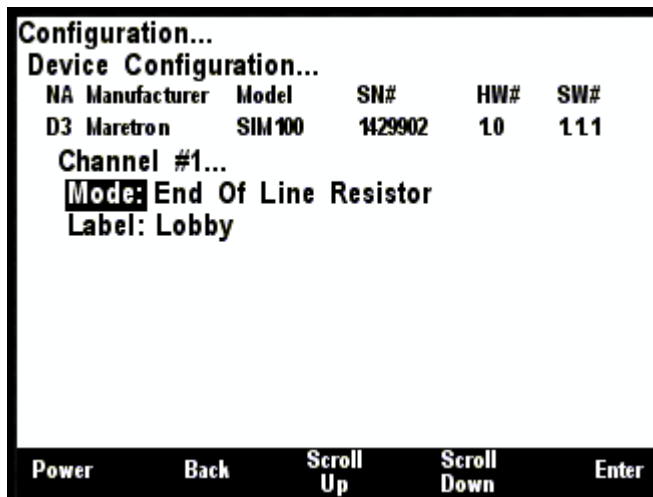 Configuration...
Device Configuration...
NA Manufacturer Model SN# HW# SW#
D3 Maretron SIM100 1429902 1.0 1.1.1
Channel #1...
Mode: End Of Line Resistor
Label: Lobby
Power Back Scroll Up Scroll Down Enter